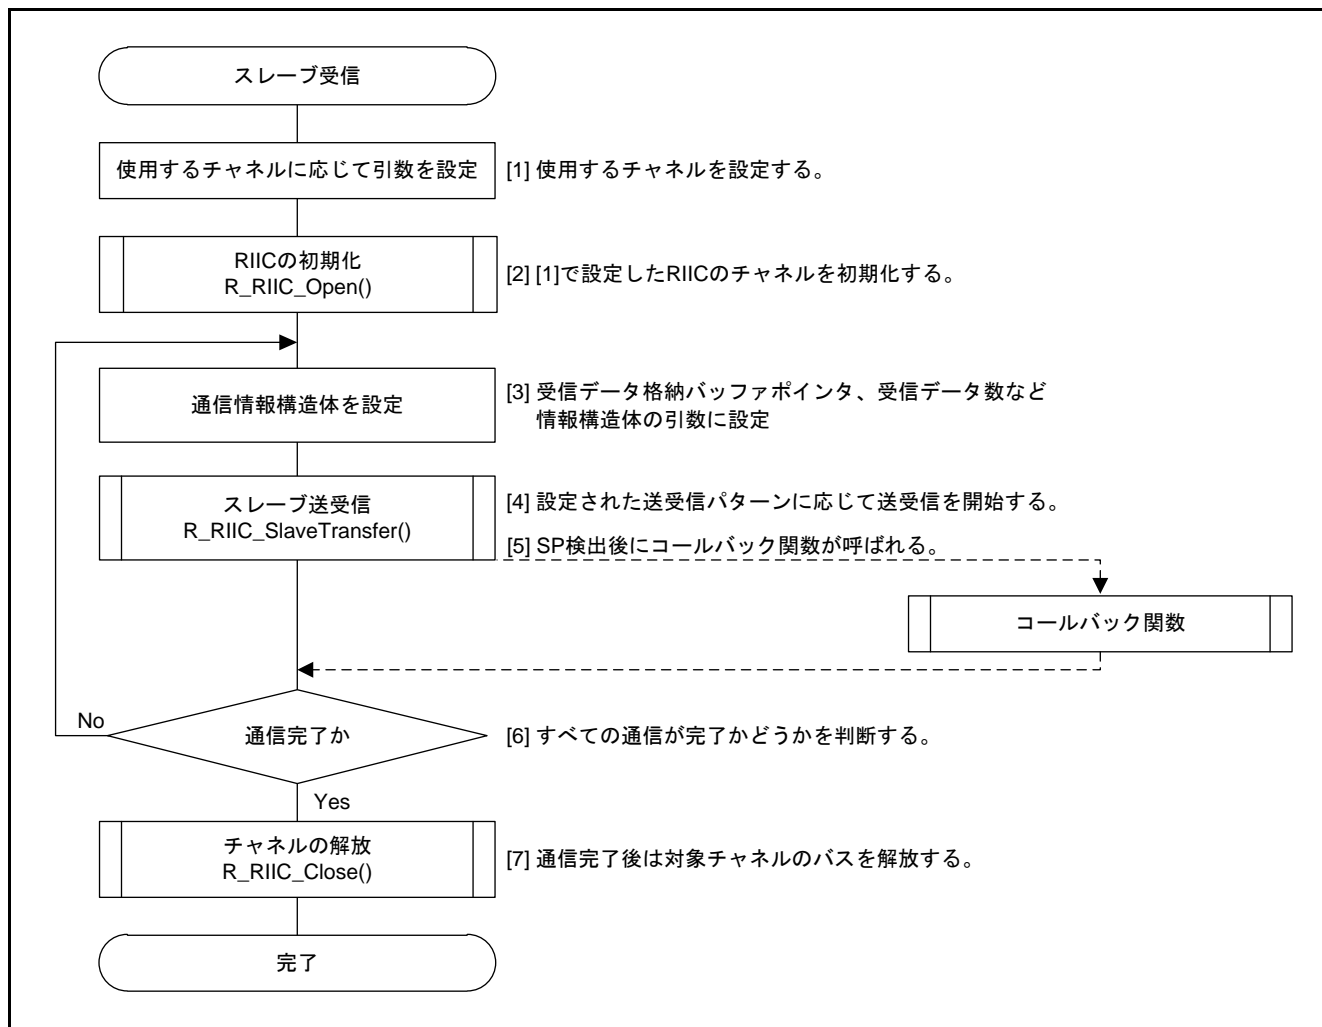 スレーブ受信
使用するチャネルに応じて引数を設定
[1] 使用するチャネルを設定する。
RIICの初期化
R_RIIC_Open()
[2] [1]で設定したRIICのチャネルを初期化する。
通信情報構造体を設定
[3] 受信データ格納バッファポインタ、受信データ数など
情報構造体の引数に設定
スレーブ送受信
R_RIIC_SlaveTransfer()
[4] 設定された送受信パターンに応じて送受信を開始する。
[5] SP検出後にコールバック関数が呼ばれる。
コールバック関数
No
通信完了か
[6] すべての通信が完了かどうかを判断する。
Yes
チャネルの解放
R_RIIC_Close()
[7] 通信完了後は対象チャネルのバスを解放する。
完了